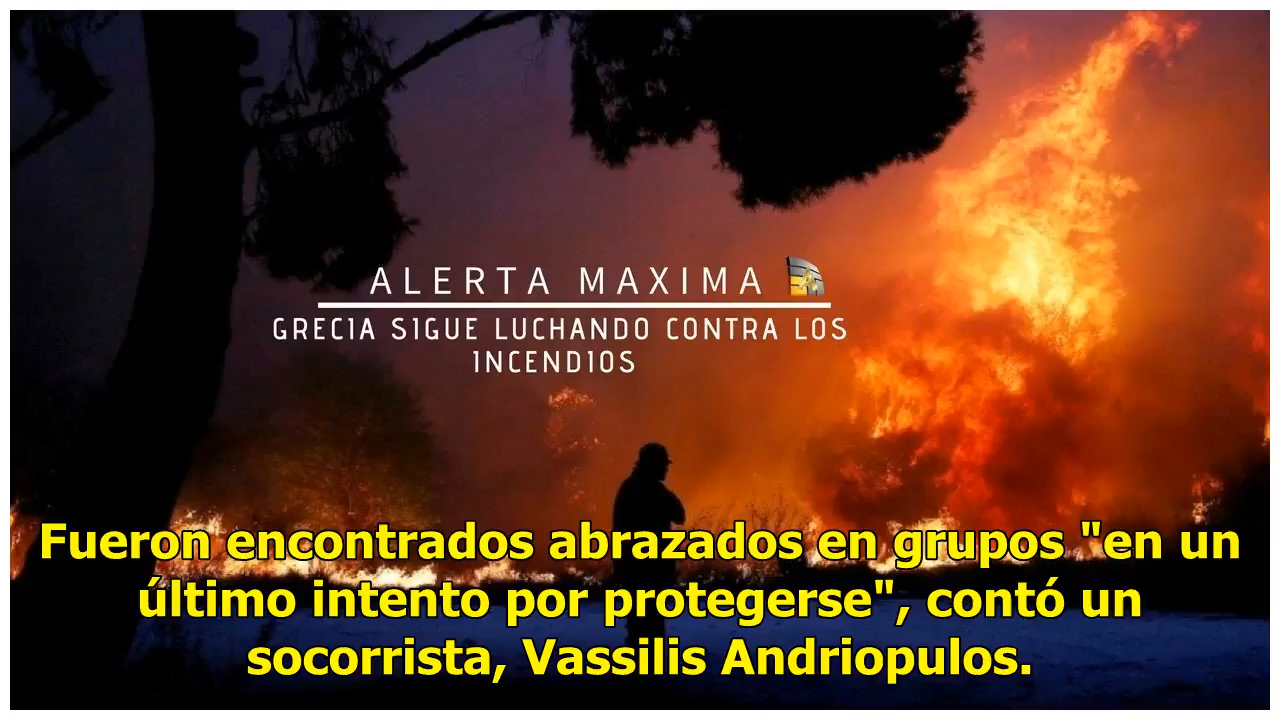 ALERTA MAXIMA
GRECIA SIGUE LUCHANDO CONTRA LOS
INCENDIOS
Fueron encontrados abrazados en grupos "en un
último intento por protegerse", contó un
socorrista, Vassilis Andriopulos.